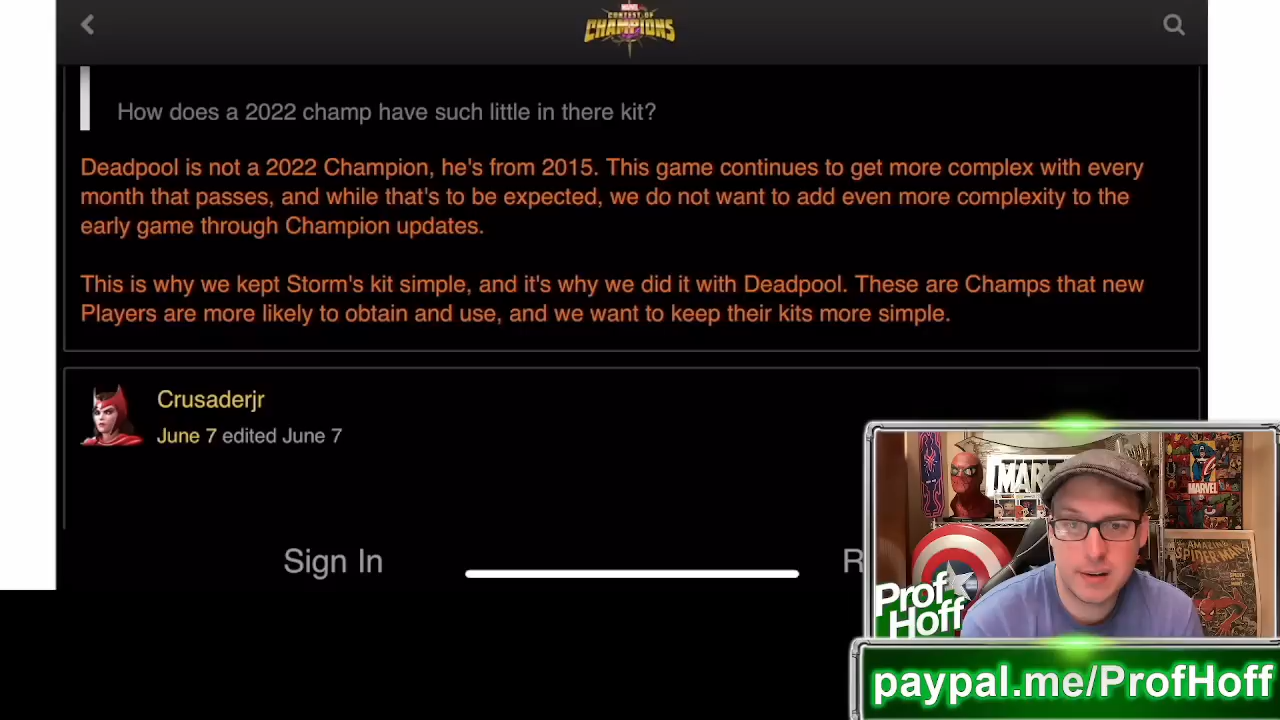 MARVEL
CONTEST OF
CHAMPIONS
How does a 2022 champ have such little in there kit?
Deadpool is not a 2022 Champion, he's from 2015. This game continues to get more complex with every
month that passes, and while that's to be expected, we do not want to add even more complexity to the
early game through Champion updates.
This is why we kept Storm's kit simple, and it's why we did it with Deadpool. These are Champs that new
Players are more likely to obtain and use, and we want to keep their kits more simple.
Crusaderjr
June 7 edited June 7
Sign In
R
MARVEL
AMAZING
SPIDER-MAN
Prof
Hoff
paypal.me/ProfHoff